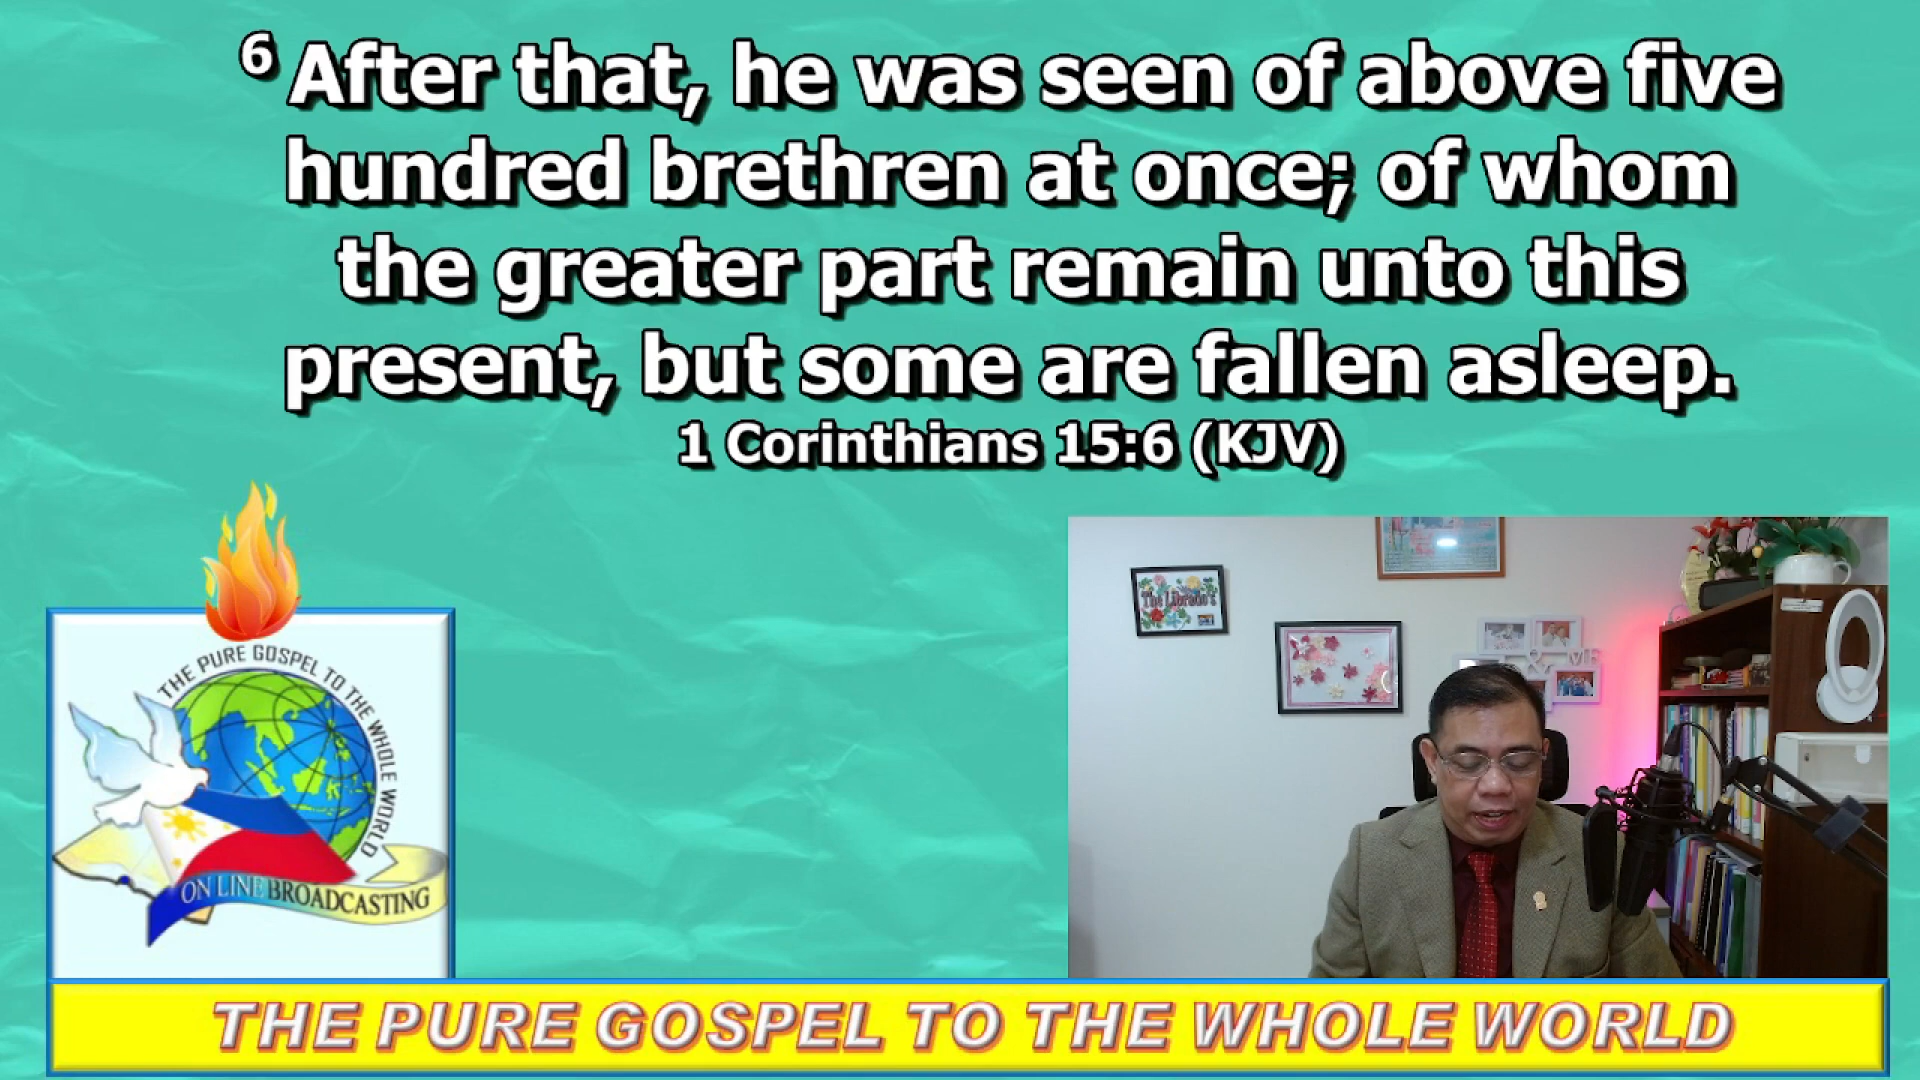 6 After that, he was seen of above five
hundred brethren at once; of whom
the greater part remain unto this
present, but some are fallen asleep.
1 Corinthians 15:6 (KJV)
THE PURE GOSPEL TO THE WHOLE WORLD
ON LINE BROADCASTING
The Librado's
THE PURE GOSPEL TO THE WHOLE WORLD